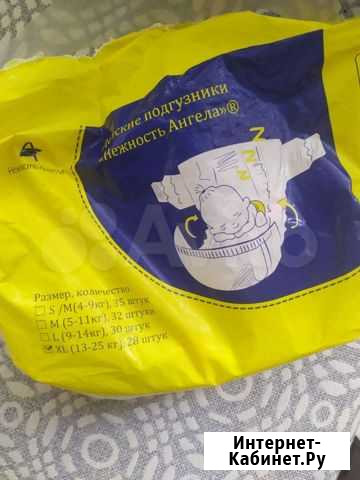 подгузники
«Нежность Ангела»®
Размер, количество
S /M(4-9кг), 35 штук
M (5-11кг), 32 штуки
L (9-14кг), 30 штук
XL (13-25 кг), 28 штук
Интернет-
Кабинет.Ру